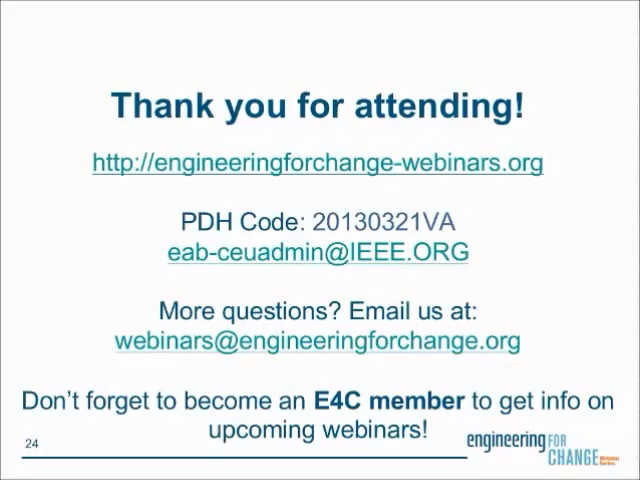 Thank you for attending!
http://engineeringforchange-webinars.org
PDH Code: 20130321VA
eab-ceuadmin@IEEE.ORG
More questions? Email us at:
webinars@engineeringforchange.org
Don't forget to become an E4C member to get info on
upcoming webinars!
24
engineering FOR
CHANGE Webinar
Series